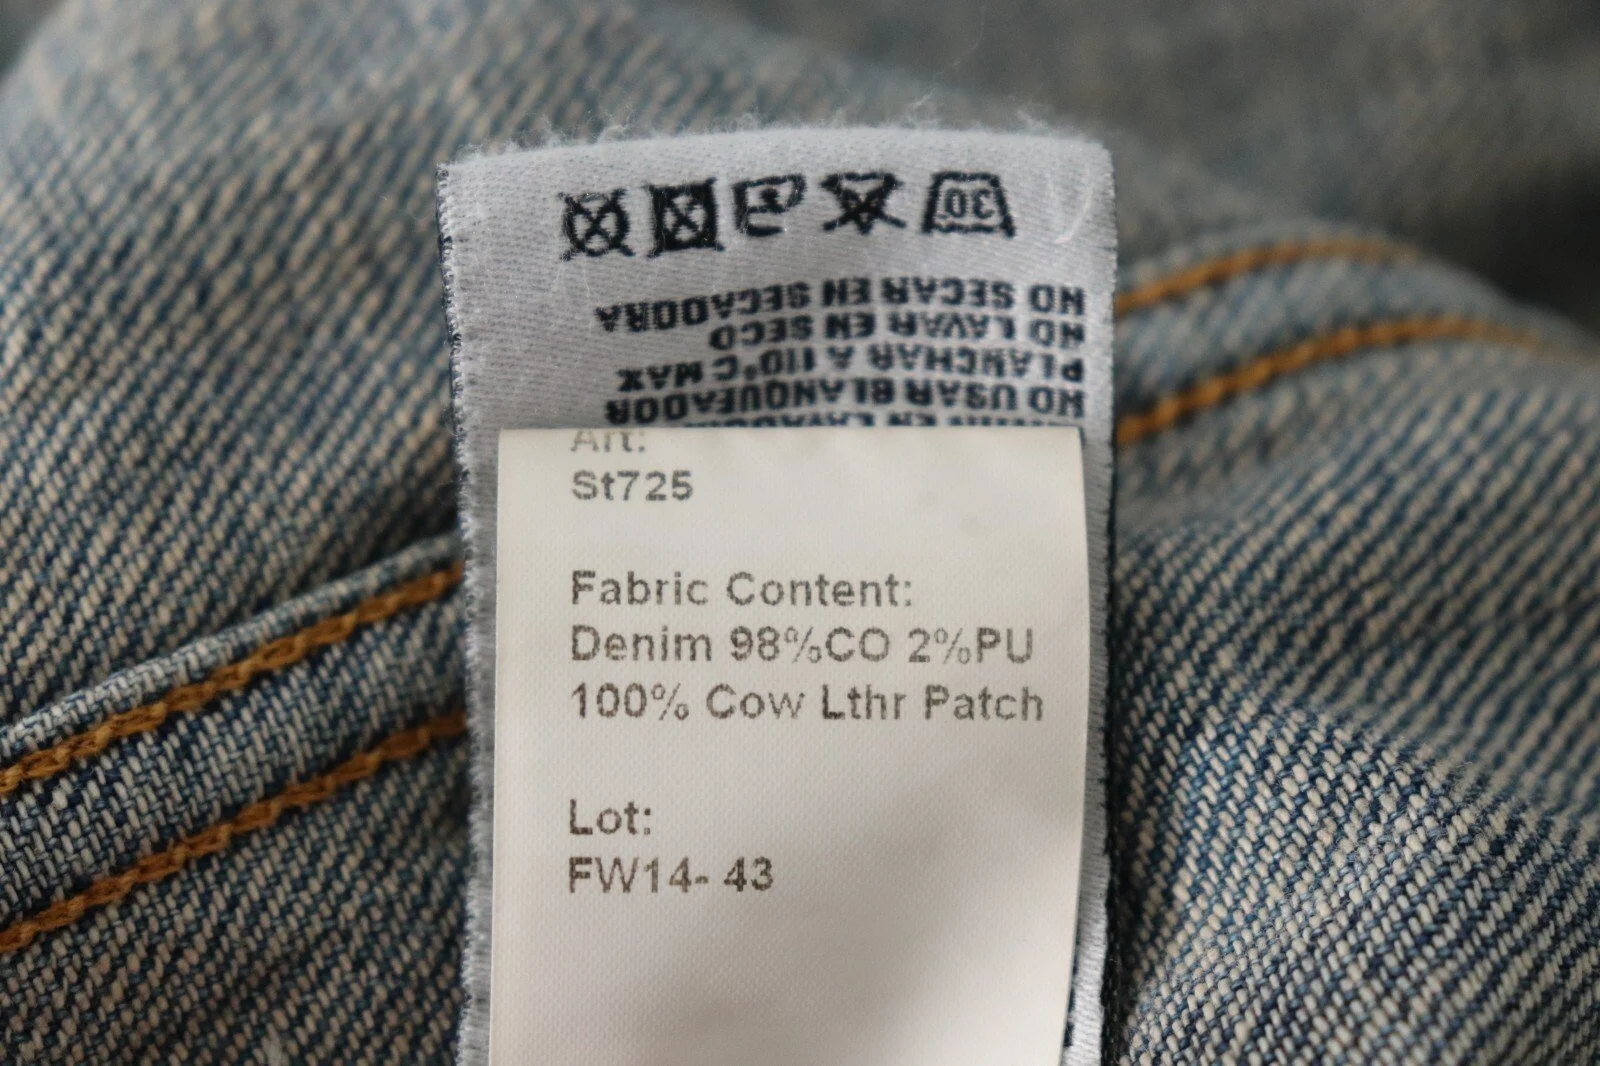 NO USAR BLANQUEADOR
PLANCHAR A 110°C MAX
NO LAVAR EN SECO
NO SECAR EN SECADORA
30
Art:
St725
Fabric Content:
Denim 98%CO 2%PU
100% Cow Lthr Patch
Lot:
FW14- 43